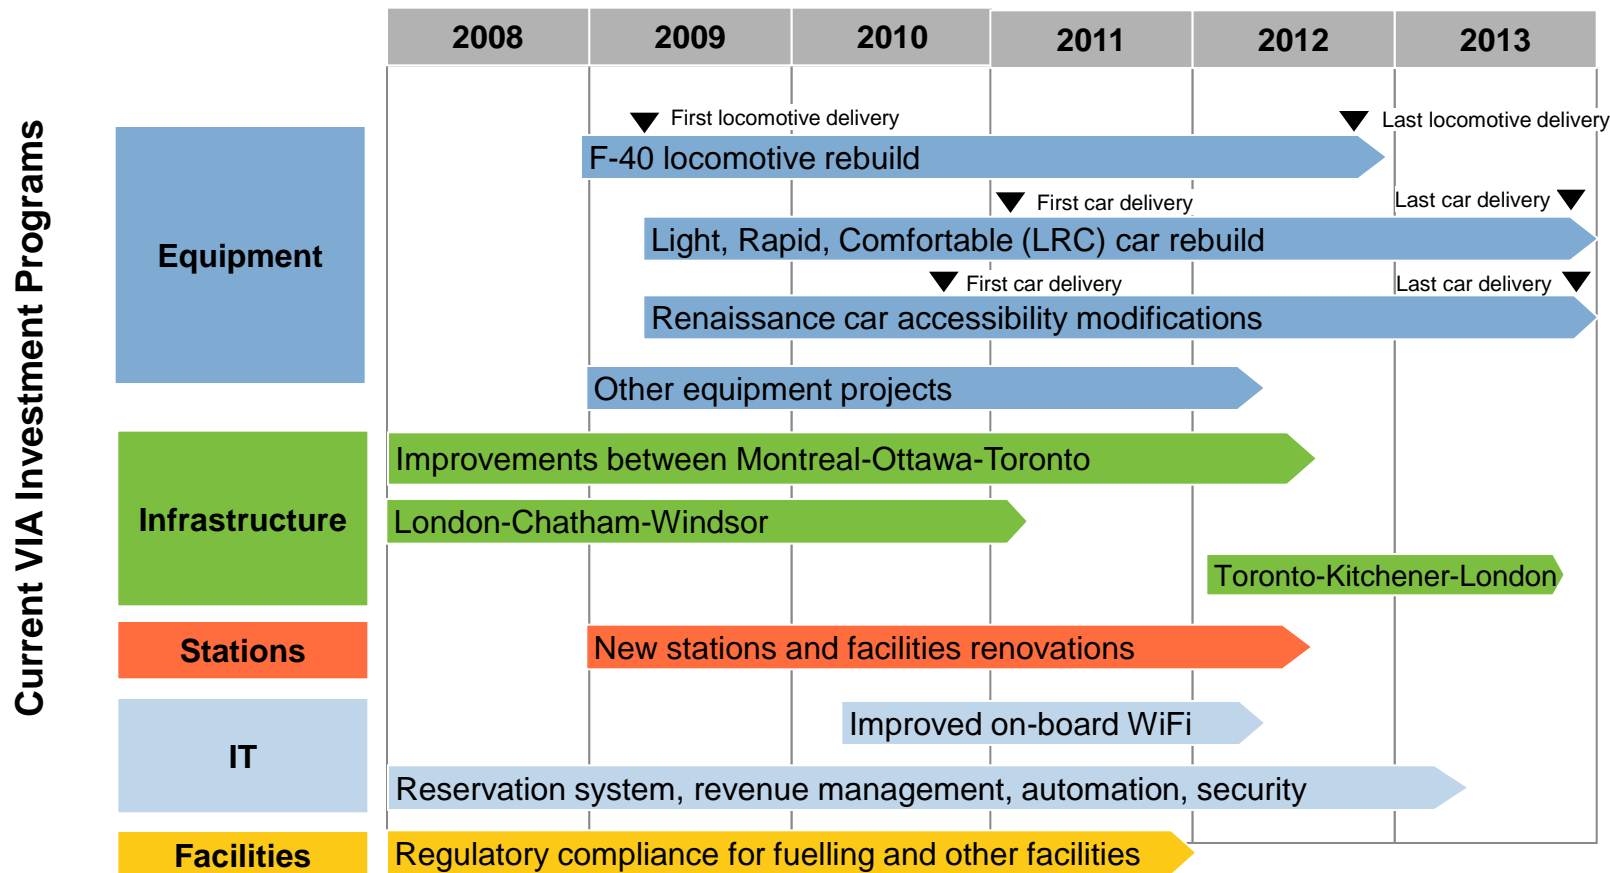 Current VIA Investment Programs
2008 2009 2010 2011 2012 2013
Equipment
First locomotive delivery
Last locomotive delivery
F-40 locomotive rebuild
First car delivery
Last car delivery
Light, Rapid, Comfortable (LRC) car rebuild
First car delivery
Last car delivery
Renaissance car accessibility modifications
Other equipment projects
Infrastructure
Improvements between Montreal-Ottawa-Toronto
London-Chatham-Windsor
Toronto-Kitchener-London
Stations
New stations and facilities renovations
IT
Improved on-board WiFi
Reservation system, revenue management, automation, security
Facilities
Regulatory compliance for fuelling and other facilities